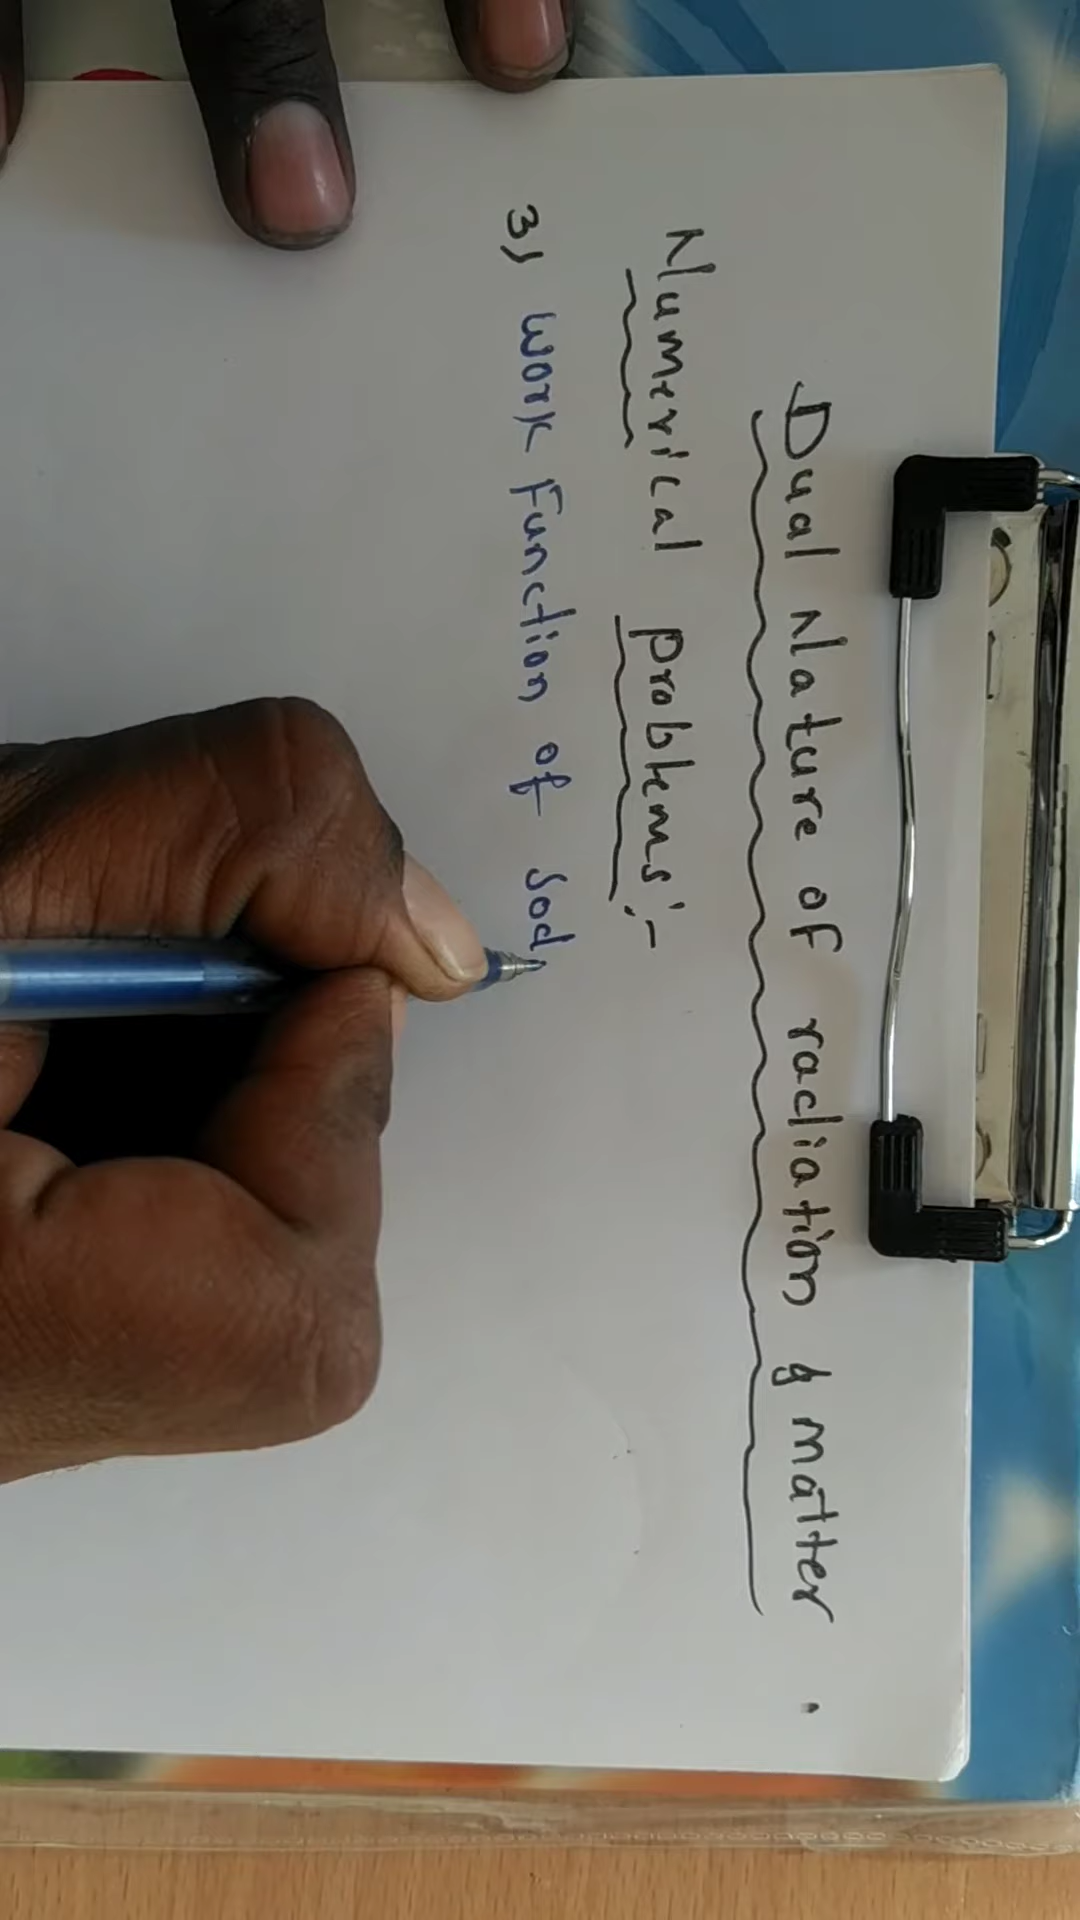 Dual Nature of radiation & matter.
Numerical problems:-
3) Work Function of Sod